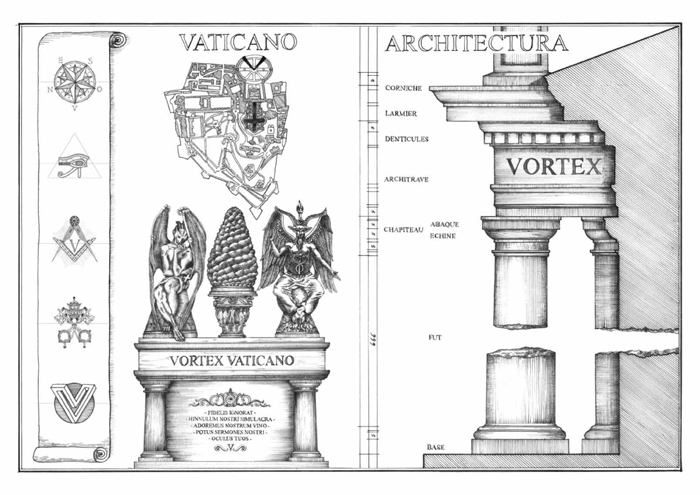 VATICANO
ARCHITECTURA
E
S
N
O
V
V
CORNICHE
LARMIER
DENTICULES
ARCHITRAVE
VORTEX
CHAPITEAU
ABAQUE
ECHINE
FUT
BASE
666
VORTEX VATICANO
- FIDELIS IGNORAT -
- HINNULUM NOSTRI SIMULACRA -
- ADOREMUS NOSTRUM VINO -
- POTUS SERMONES NOSTRI -
- OCULUS TUOS -
V